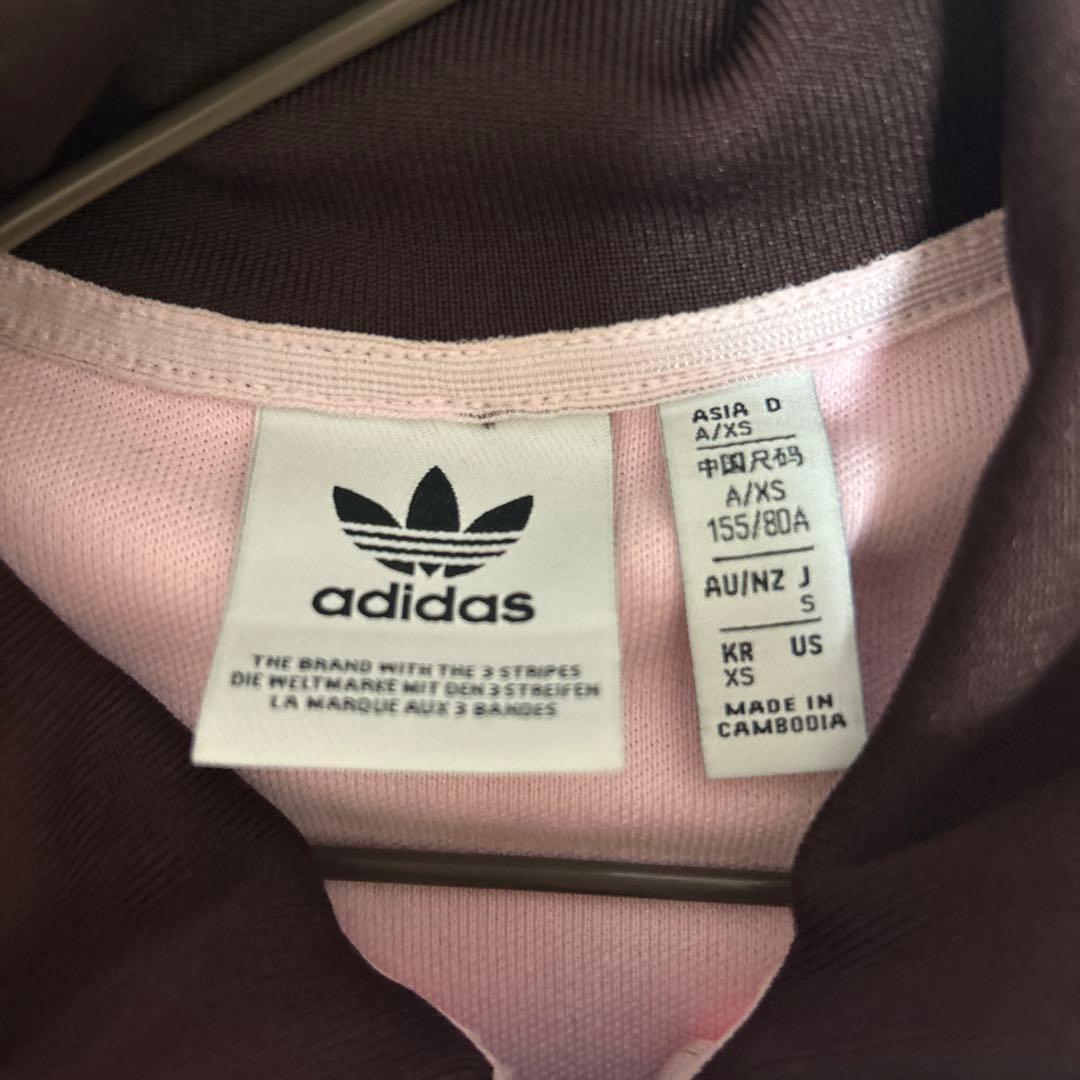 adidas
THE BRAND WITH THE 3 STRIPES
DIE WELTMARKE MIT DEN 3 STREIFEN
LA MARQUE AUX 3 BANDES
ASIA D
A/XS
中国尺码
A/XS
155/80A
AU/NZ J
S
KR US
XS
MADE IN
CAMBODIA